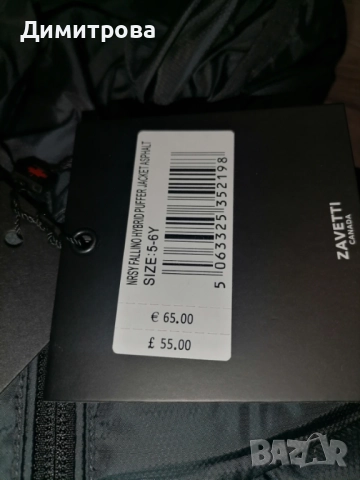 Димитрова
NRSY FALLINO HYBRID PUFFER JACKET ASPHALT
SIZE: 5-6Y
5 063325 352198
€ 65.00
£ 55.00
ZAVETTI
CANADA
BAZAR